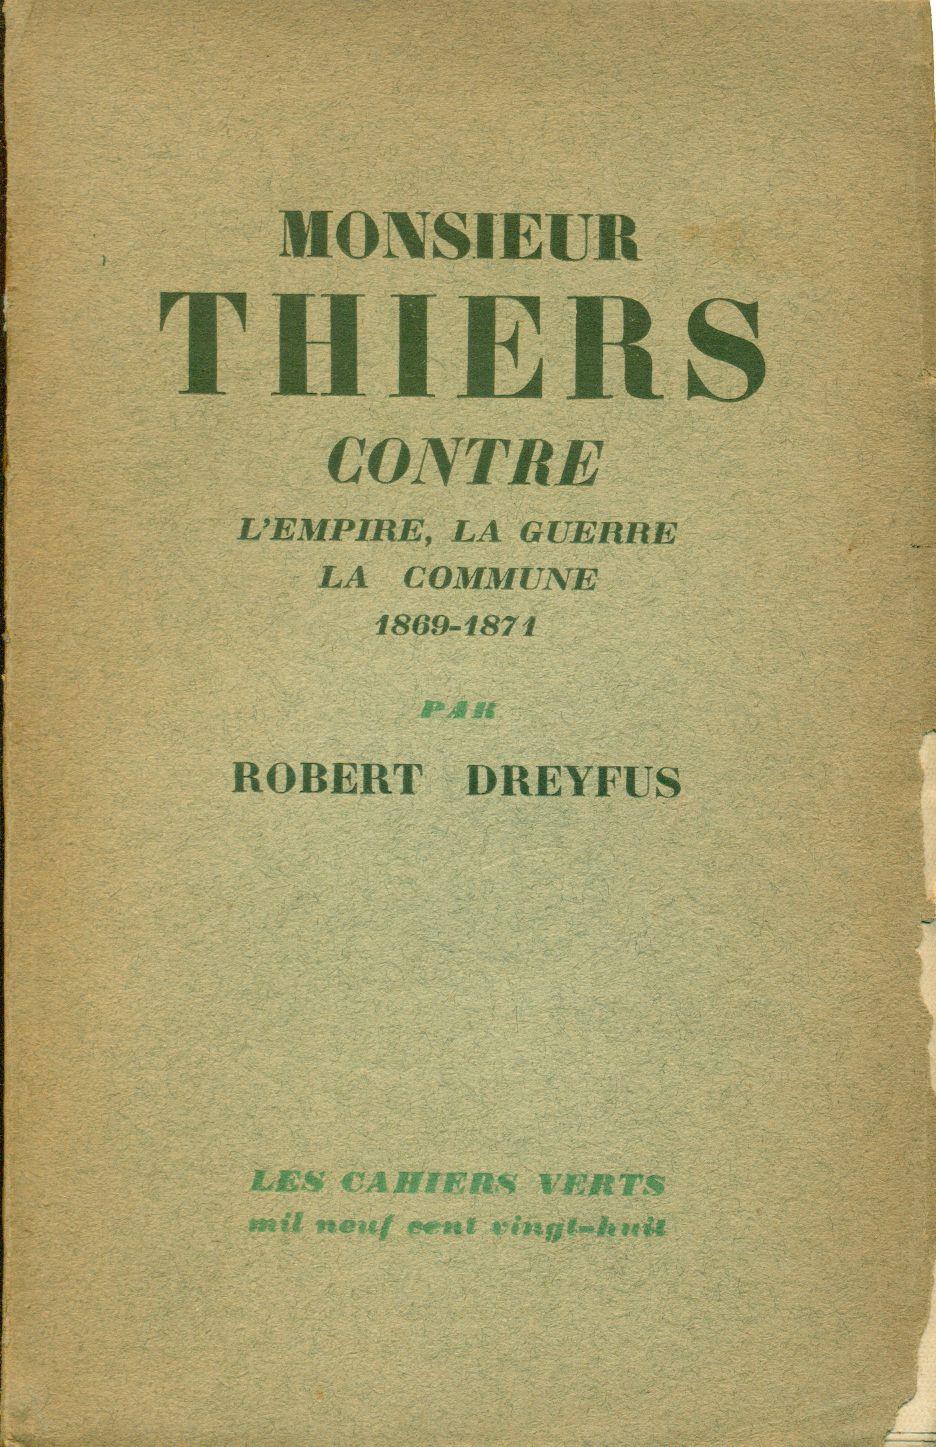 MONSIEUR
THIERS
CONTRE
L'EMPIRE, LA GUERRE
LA COMMUNE
1869-1871
PAR
ROBERT DREYFUS
LES CAHIERS VERTS
mil neuf cent vingt-huit